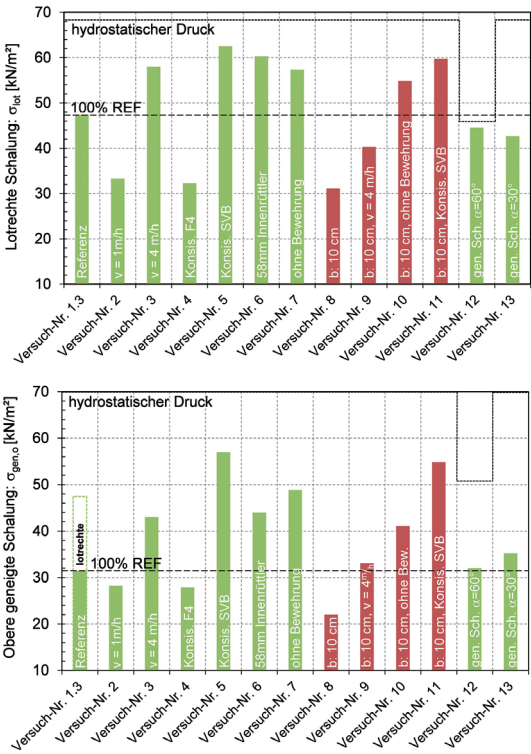 Lotrechte Schalung: σlot [kN/m²]
70
60
50
40
30
20
10
hydrostatischer Druck
100% REF
Referenz
v = 1m/h
v = 4 m/h
Konsis. F4
Konsis. SVB
58mm Innenrüttler
ohne Bewehrung
b: 10 cm
b: 10 cm, v = 4 m/h
b: 10 cm, ohne Bewehrung
b: 10 cm, Konsis. SVB
gen. Sch. α=60°
gen. Sch. α=30°
Versuch-Nr. 1.3
Versuch-Nr. 2
Versuch-Nr. 3
Versuch-Nr. 4
Versuch-Nr. 5
Versuch-Nr. 6
Versuch-Nr. 7
Versuch-Nr. 8
Versuch-Nr. 9
Versuch-Nr. 10
Versuch-Nr. 11
Versuch-Nr. 12
Versuch-Nr. 13
Obere geneigte Schalung: σgen,o [kN/m²]
70
60
50
40
30
20
10
hydrostatischer Druck
lotrechte
100% REF
Referenz
v = 1m/h
v = 4 m/h
Konsis. F4
Konsis. SVB
58mm Innenrüttler
ohne Bewehrung
b: 10 cm
b: 10 cm, v = 4m/h
b: 10 cm, ohne Bew.
b: 10 cm, Konsis. SVB
gen. Sch. α=60°
gen. Sch. α=30°
Versuch-Nr. 1.3
Versuch-Nr. 2
Versuch-Nr. 3
Versuch-Nr. 4
Versuch-Nr. 5
Versuch-Nr. 6
Versuch-Nr. 7
Versuch-Nr. 8
Versuch-Nr. 9
Versuch-Nr. 10
Versuch-Nr. 11
Versuch-Nr. 12
Versuch-Nr. 13